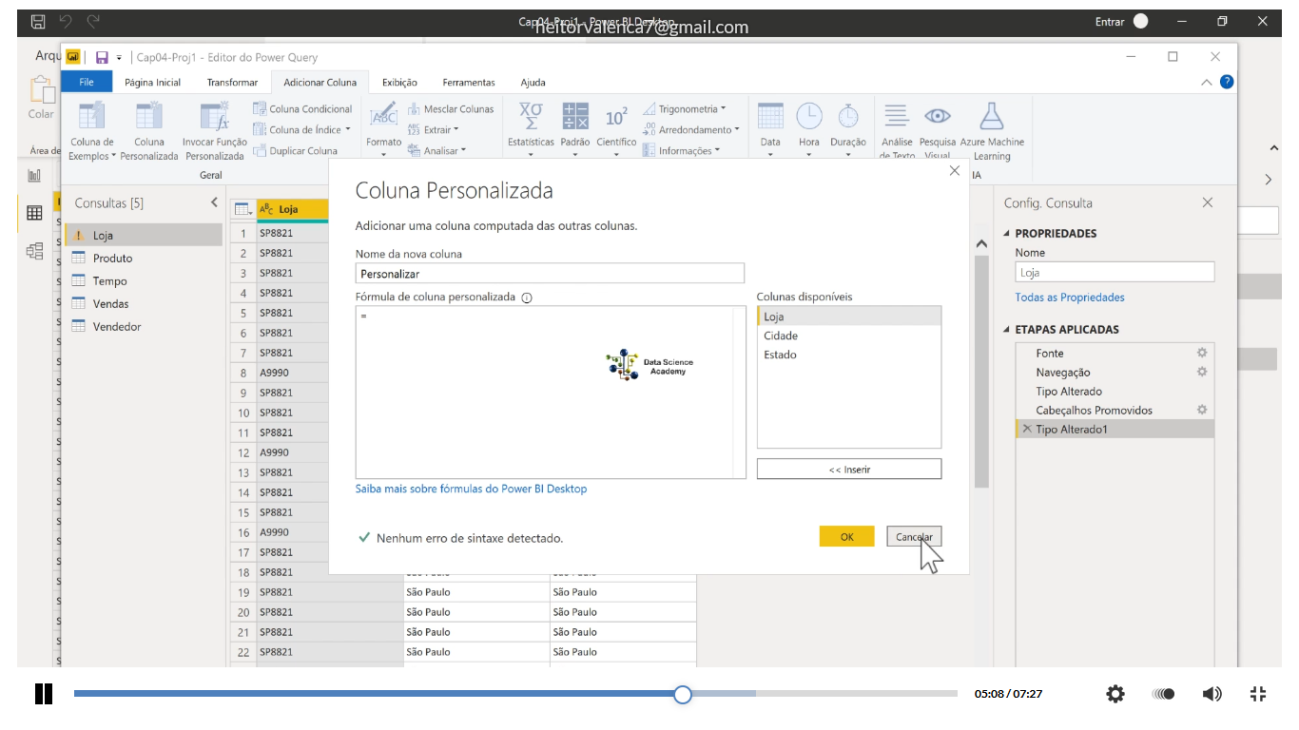 Cap04-Proj1 - Power BI Desktop
heitorvalenca7@gmail.com
Entrar
Arqu
Cap04-Proj1 - Editor do Power Query
File Página Inicial Transformar Adicionar Coluna Exibição Ferramentas Ajuda
Colar
Área de
Coluna de Exemplos
Coluna Personalizada
Invocar Função Personalizada
Coluna Condicional
Coluna de Índice
Duplicar Coluna
Geral
Formato
ABC
Mesclar Colunas
Extrair
Analisar
Estatísticas
Padrão
10²
Científico
Trigonometria
Arredondamento
Informações
Data
Hora
Duração
Análise de Texto
Pesquisa Visual
Azure Machine Learning
IA
Consultas [5]
Loja
Produto
Tempo
Vendas
Vendedor
Loja
1 SP8821
2 SP8821
3 SP8821
4 SP8821
5 SP8821
6 SP8821
7 SP8821
8 A9990
9 SP8821
10 SP8821
11 SP8821
12 A9990
13 SP8821
14 SP8821
15 SP8821
16 A9990
17 SP8821
18 SP8821
19 SP8821 São Paulo São Paulo
20 SP8821 São Paulo São Paulo
21 SP8821 São Paulo São Paulo
22 SP8821 São Paulo São Paulo
Coluna Personalizada
Adicionar uma coluna computada das outras colunas.
Nome da nova coluna
Personalizar
Fórmula de coluna personalizada
=
Data Science
Academy
Colunas disponíveis
Loja
Cidade
Estado
<< Inserir
Saiba mais sobre fórmulas do Power BI Desktop
Nenhum erro de sintaxe detectado.
OK
Cancelar
Config. Consulta
PROPRIEDADES
Nome
Loja
Todas as Propriedades
ETAPAS APLICADAS
Fonte
Navegação
Tipo Alterado
Cabeçalhos Promovidos
Tipo Alterado1
05:08 / 07:27